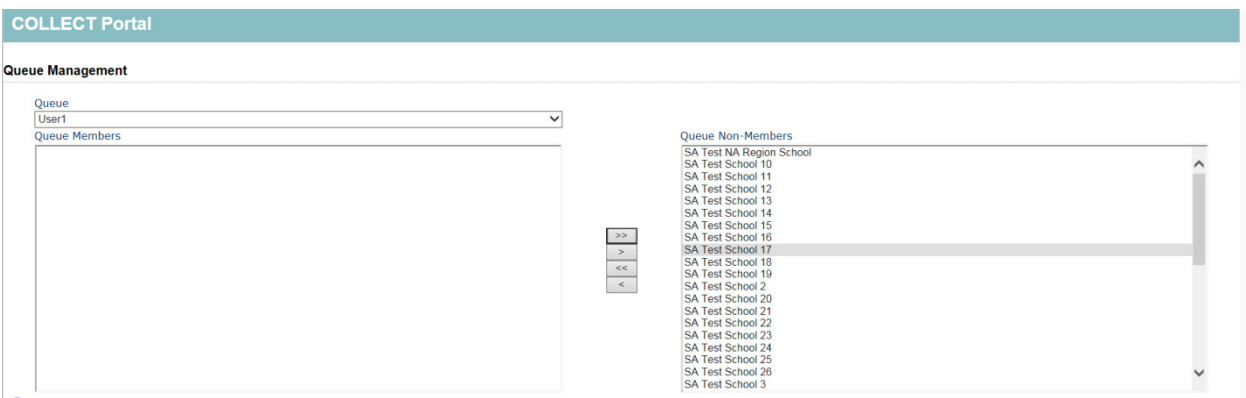 COLLECT Portal
Queue Management
Queue
User1
Queue Members
Queue Non-Members
SA Test NA Region School
SA Test School 10
SA Test School 11
SA Test School 12
SA Test School 13
SA Test School 14
SA Test School 15
SA Test School 16
SA Test School 17
SA Test School 18
SA Test School 19
SA Test School 2
SA Test School 20
SA Test School 21
SA Test School 22
SA Test School 23
SA Test School 24
SA Test School 25
SA Test School 26
SA Test School 3
>>
>
<<
<